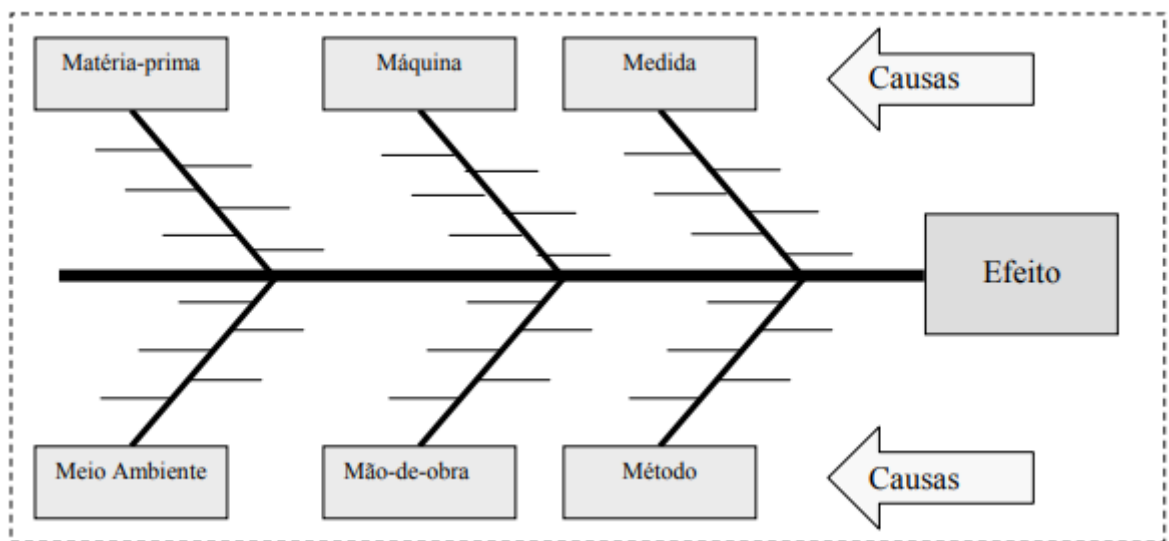 Matéria-prima
Máquina
Medida
Causas
Efeito
Meio Ambiente
Mão-de-obra
Método
Causas